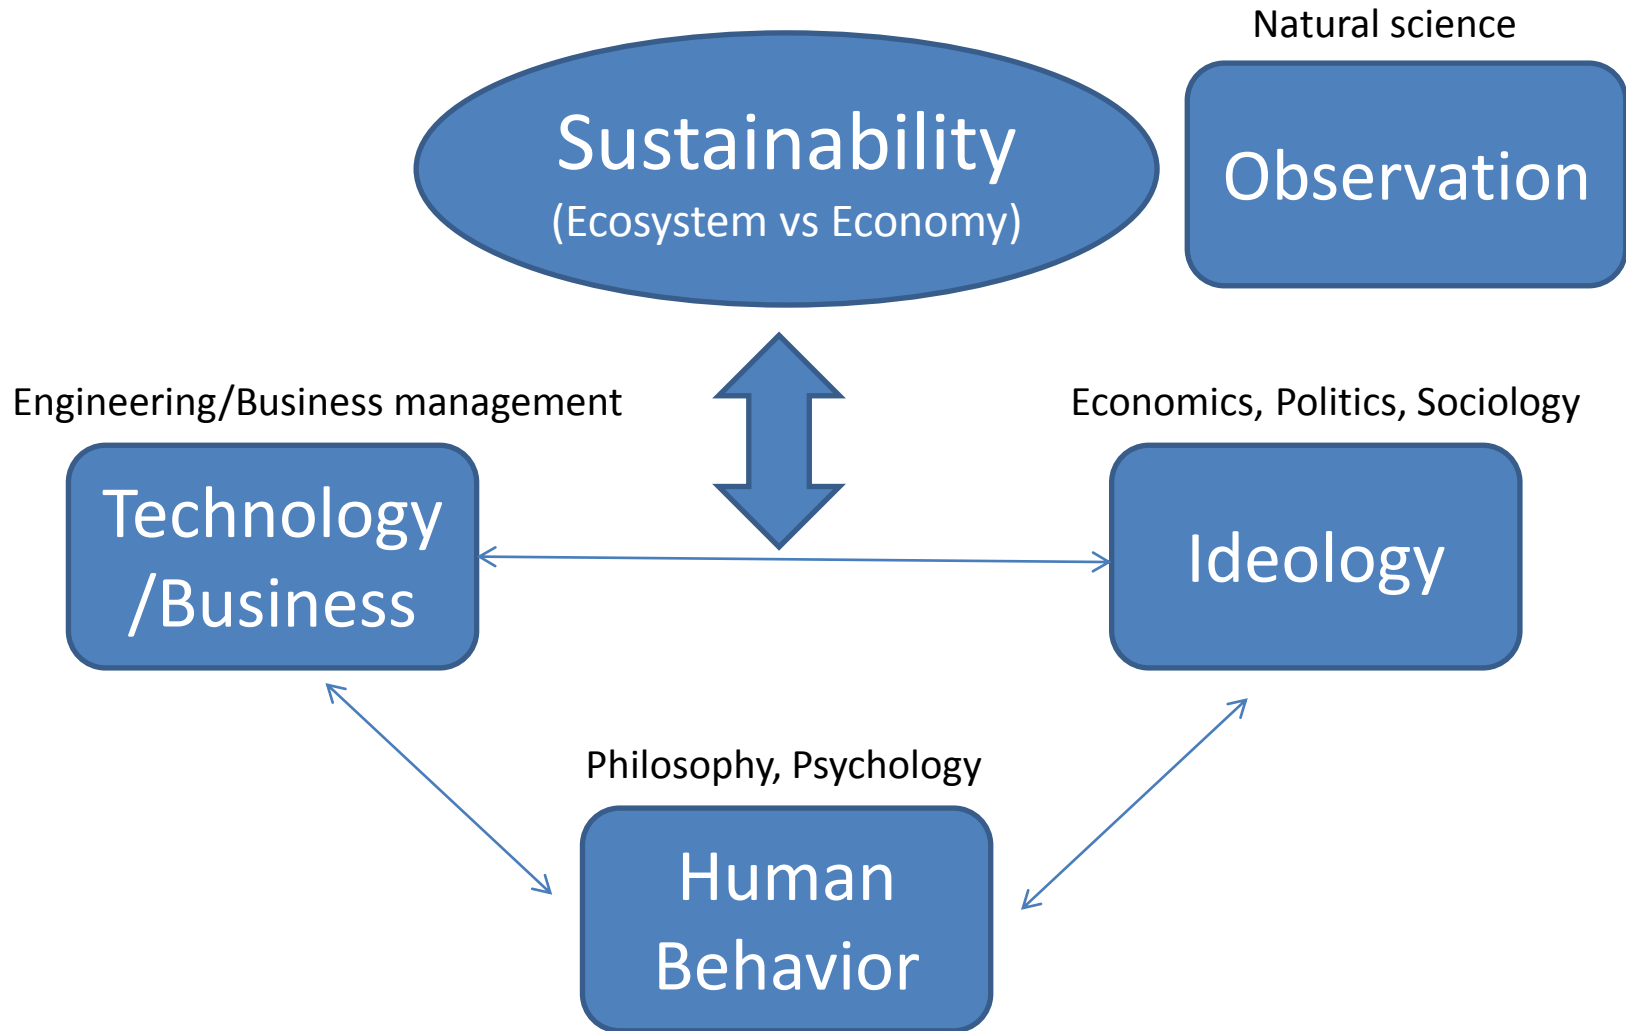 Natural science
Sustainability
(Ecosystem vs Economy)
Observation
Engineering/Business management
Economics, Politics, Sociology
Technology
/Business
Ideology
Philosophy, Psychology
Human
Behavior